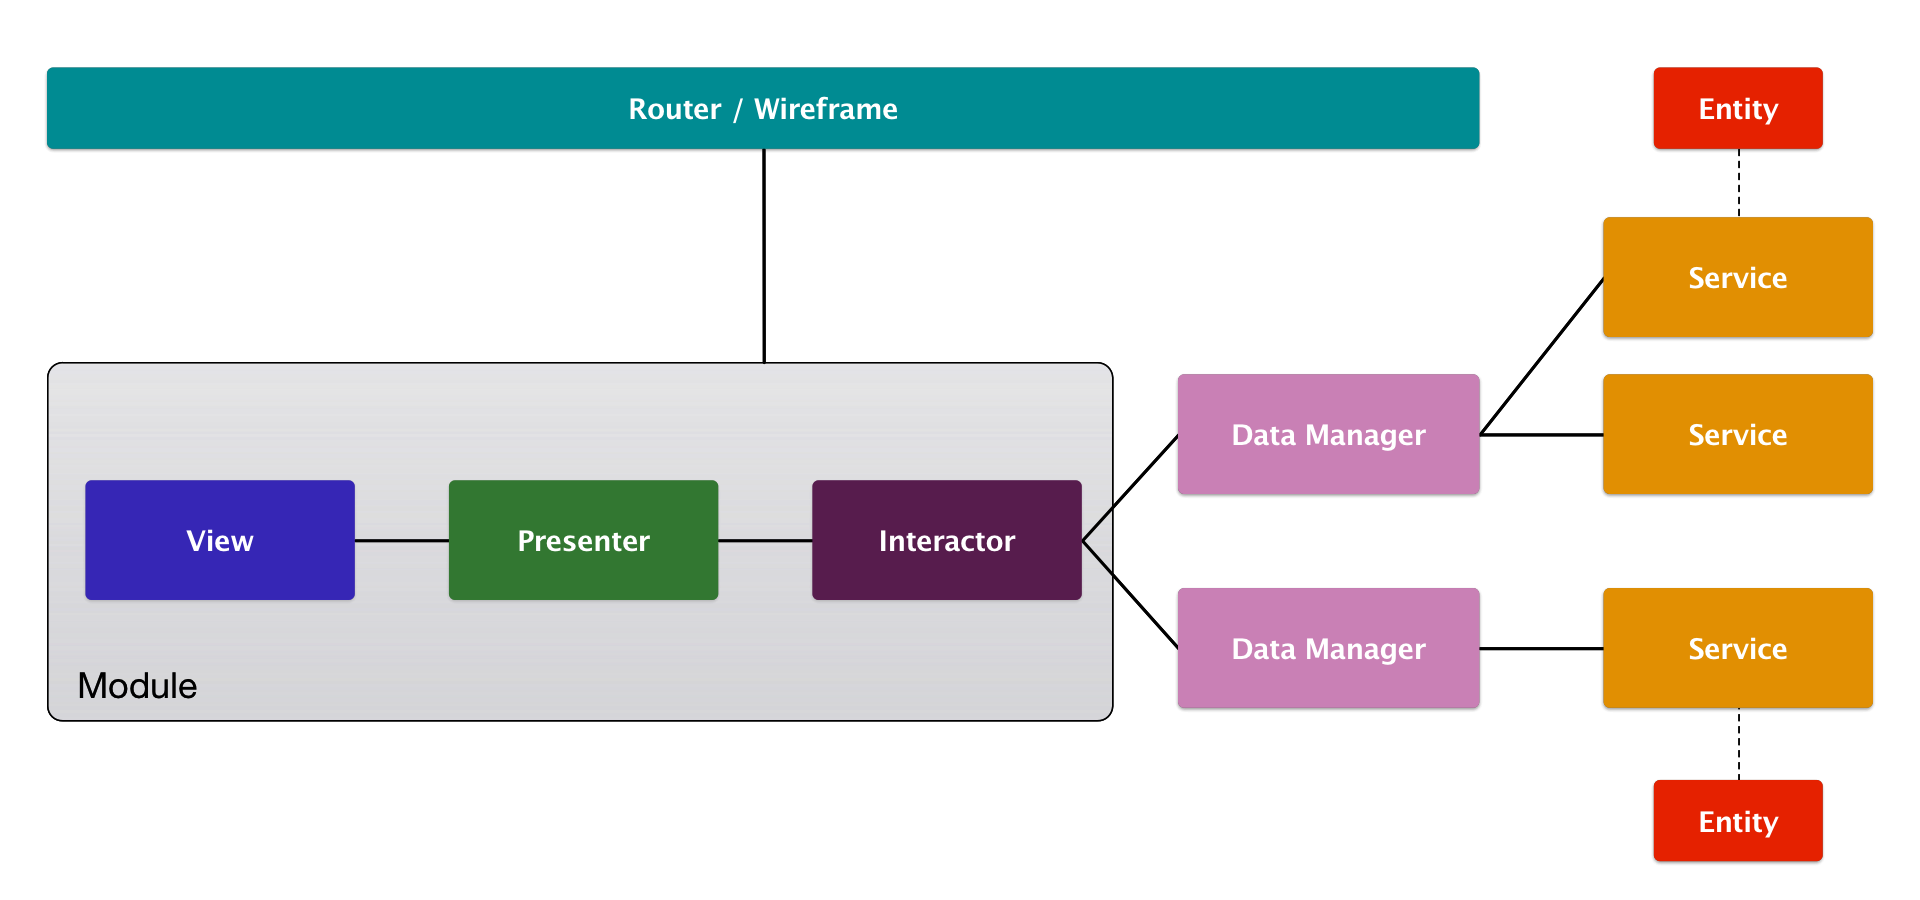 Router / Wireframe
Entity
Service
Data Manager
Service
View
Presenter
Interactor
Data Manager
Service
Module
Entity